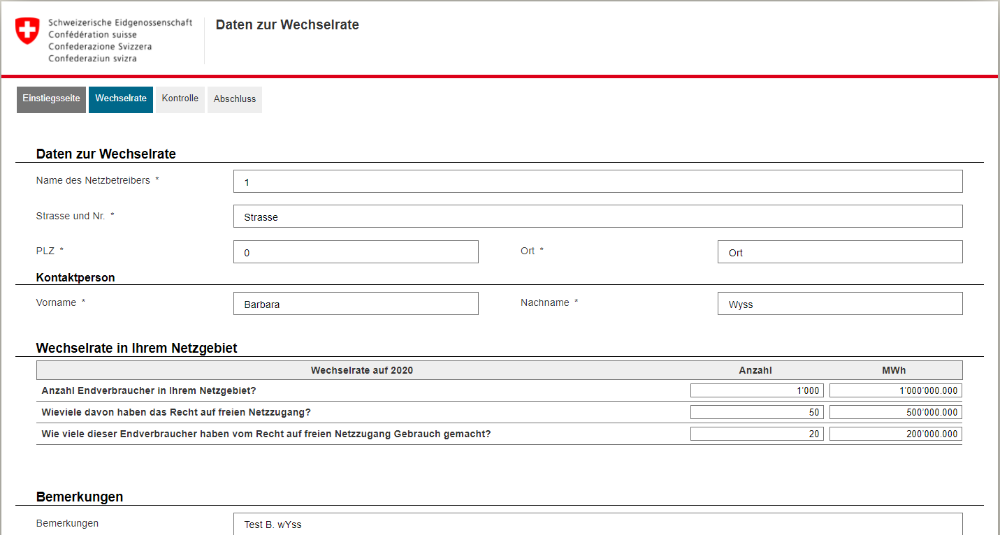 Schweizerische Eidgenossenschaft
Confédération suisse
Confederazione Svizzera
Confederaziun svizra
Daten zur Wechselrate
Einstiegsseite Wechselrate Kontrolle Abschluss
Daten zur Wechselrate
Name des Netzbetreibers * 1
Strasse und Nr. * Strasse
PLZ * 0 Ort * Ort
Kontaktperson
Vorname * Barbara Nachname * Wyss
Wechselrate in Ihrem Netzgebiet
Wechselrate auf 2020 Anzahl MWh
Anzahl Endverbraucher in Ihrem Netzgebiet? 1'000 1'000'000.000
Wieviele davon haben das Recht auf freien Netzzugang? 50 500'000.000
Wie viele dieser Endverbraucher haben vom Recht auf freien Netzzugang Gebrauch gemacht? 20 200'000.000
Bemerkungen
Bemerkungen Test B. wYss